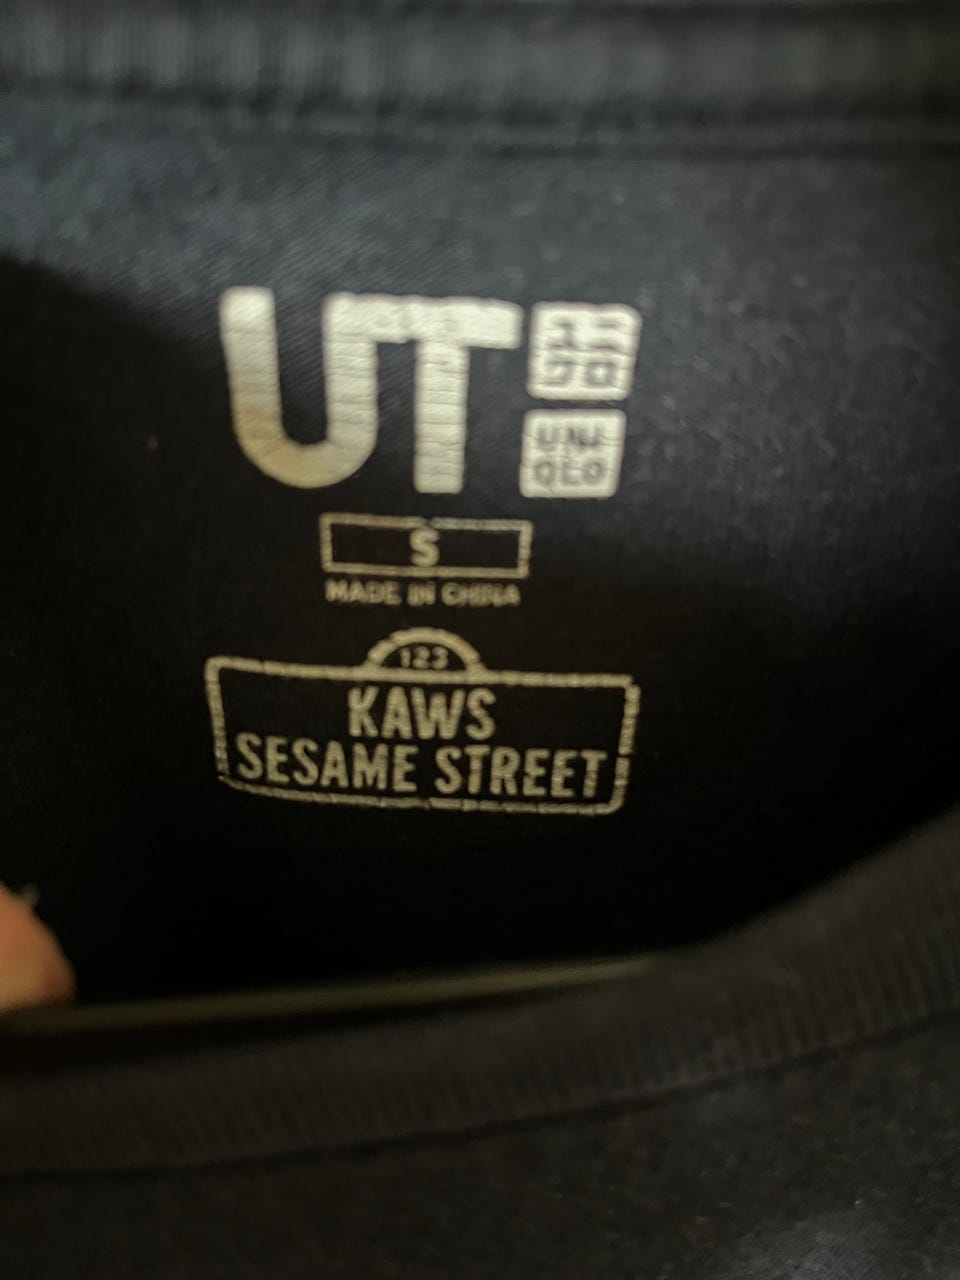 UT
ユニ
クロ
UNI
QLO
S
MADE IN CHINA
123
KAWS
SESAME STREET